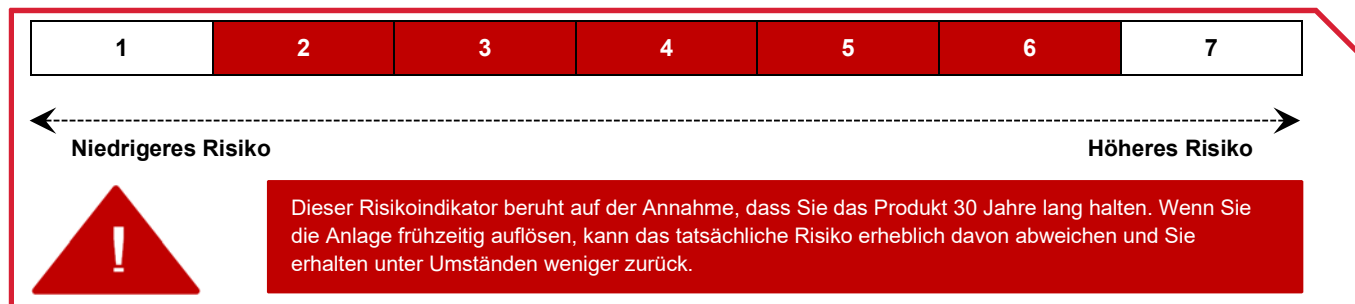 1 2 3 4 5 6 7
Niedrigeres Risiko Höheres Risiko
!
Dieser Risikoindikator beruht auf der Annahme, dass Sie das Produkt 30 Jahre lang halten. Wenn Sie
die Anlage frühzeitig auflösen, kann das tatsächliche Risiko erheblich davon abweichen und Sie
erhalten unter Umständen weniger zurück.